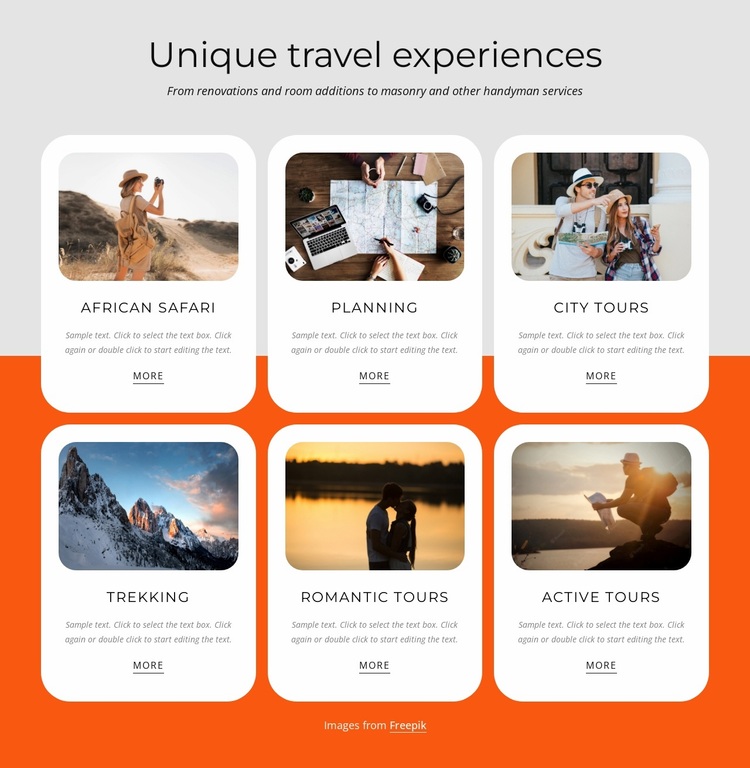 Unique travel experiences
From renovations and room additions to masonry and other handyman services
AFRICAN SAFARI
Sample text. Click to select the text box. Click
again or double click to start editing the text.
MORE
PLANNING
Sample text. Click to select the text box. Click
again or double click to start editing the text.
MORE
CITY TOURS
Sample text. Click to select the text box. Click
again or double click to start editing the text.
MORE
TREKKING
Sample text. Click to select the text box. Click
again or double click to start editing the text.
MORE
ROMANTIC TOURS
Sample text. Click to select the text box. Click
again or double click to start editing the text.
MORE
ACTIVE TOURS
Sample text. Click to select the text box. Click
again or double click to start editing the text.
MORE
Images from Freepik